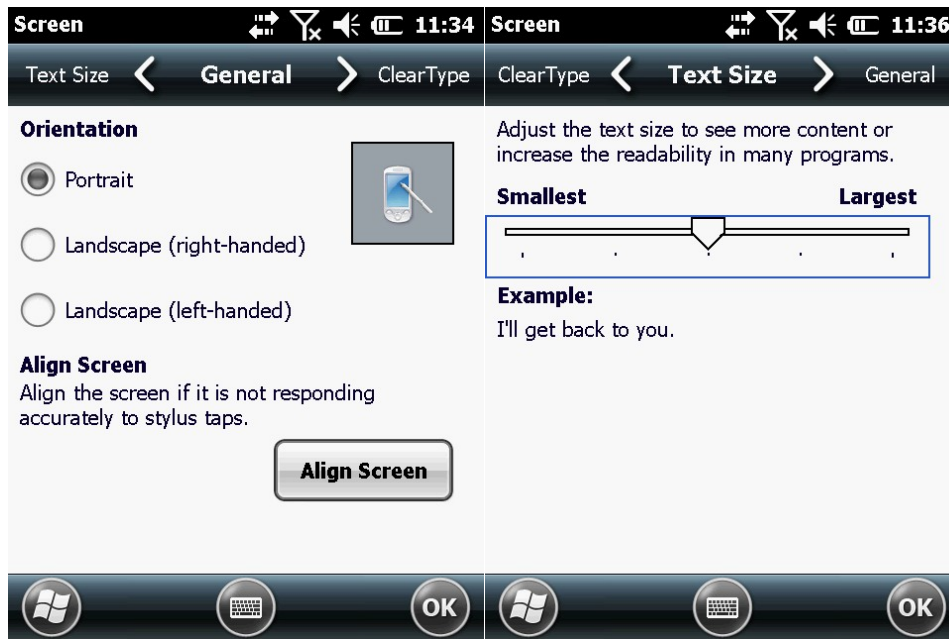 Screen 11:34
Text Size General ClearType
Orientation
Portrait
Landscape (right-handed)
Landscape (left-handed)
Align Screen
Align the screen if it is not responding
accurately to stylus taps.
Align Screen
OK
Screen 11:36
ClearType Text Size General
Adjust the text size to see more content or
increase the readability in many programs.
Smallest Largest
Example:
I'll get back to you.
OK